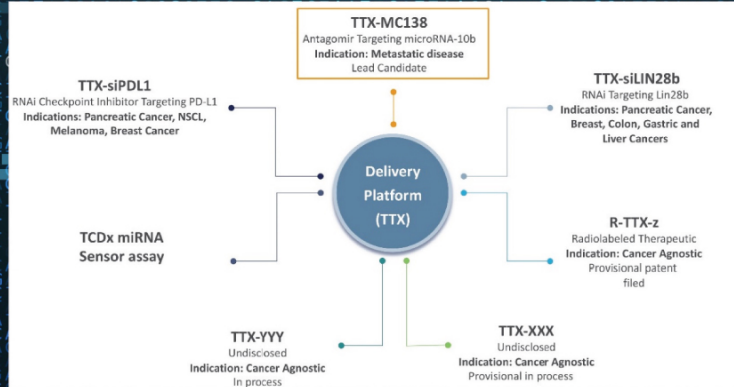 TTX-MC138
Antagomir Targeting microRNA-10b
Indication: Metastatic disease
Lead Candidate
TTX-siPDL1
RNAi Checkpoint Inhibitor Targeting PD-L1
Indications: Pancreatic Cancer, NSCL,
Melanoma, Breast Cancer
TTX-siLIN28b
RNAi Targeting Lin28b
Indications: Pancreatic Cancer,
Breast, Colon, Gastric and
Liver Cancers
Delivery
Platform
(TTX)
TCDx miRNA
Sensor assay
R-TTX-z
Radiolabeled Therapeutic
Indication: Cancer Agnostic
Provisional patent
filed
TTX-YYY
Undisclosed
Indication: Cancer Agnostic
In process
TTX-XXX
Undisclosed
Indication: Cancer Agnostic
Provisional in process